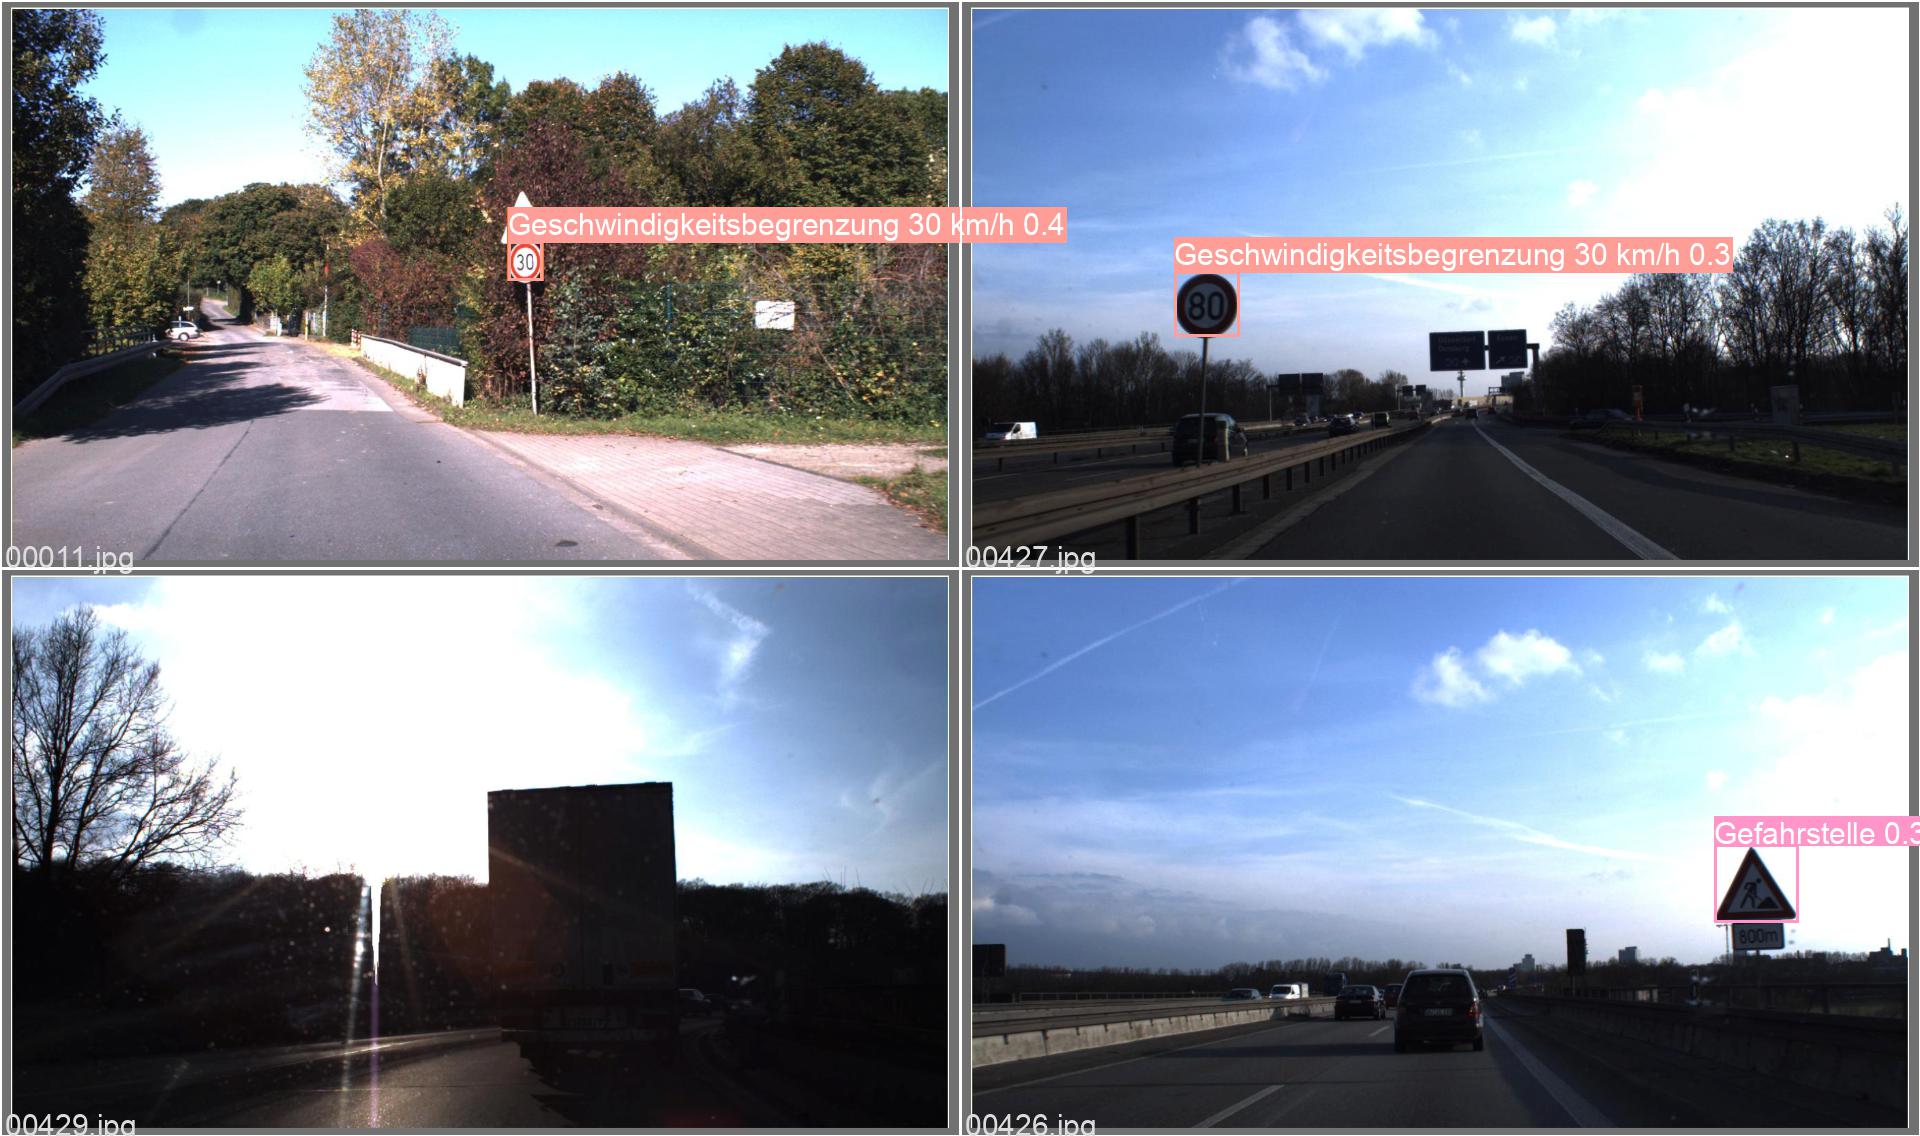 Geschwindigkeitsbegrenzung 30 km/h 0.4
30
00011.jpg
Geschwindigkeitsbegrenzung 30 km/h 0.3
80
00427.jpg
00429.jpg
Gefahrstelle 0.3
800m
00426.jpg